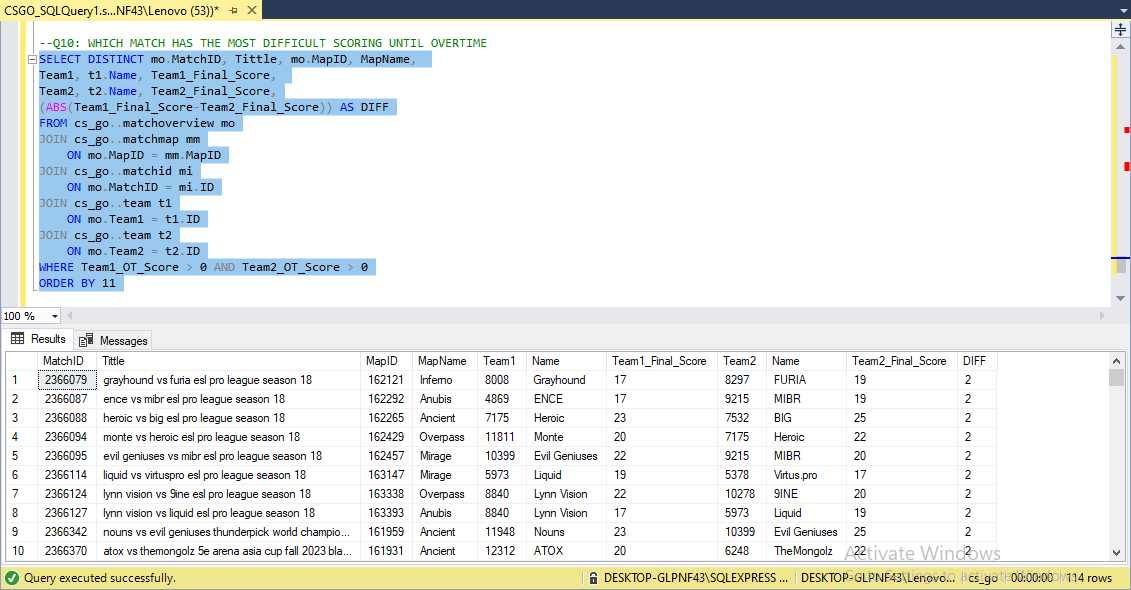 CSGO_SQLQuery1.s...NF43\Lenovo (53))*
--Q10: WHICH MATCH HAS THE MOST DIFFICULT SCORING UNTIL OVERTIME
SELECT DISTINCT mo.MatchID, Tittle, mo.MapID, MapName,
Team1, t1.Name, Team1_Final_Score,
Team2, t2.Name, Team2_Final_Score,
(ABS(Team1_Final_Score-Team2_Final_Score)) AS DIFF
FROM cs_go..matchoverview mo
JOIN cs_go..matchmap mm
ON mo.MapID = mm.MapID
JOIN cs_go..matchid mi
ON mo.MatchID = mi.ID
JOIN cs_go..team t1
ON mo.Team1 = t1.ID
JOIN cs_go..team t2
ON mo.Team2 = t2.ID
WHERE Team1_OT_Score > 0 AND Team2_OT_Score > 0
ORDER BY 11
100 %
Results Messages
MatchID Tittle MapID MapName Team1 Name Team1_Final_Score Team2 Name Team2_Final_Score DIFF
1 2366079 grayhound vs furia esl pro league season 18 162121 Inferno 8008 Grayhound 17 8297 FURIA 19 2
2 2366087 ence vs mibr esl pro league season 18 162292 Anubis 4869 ENCE 17 9215 MIBR 19 2
3 2366088 heroic vs big esl pro league season 18 162265 Ancient 7175 Heroic 23 7532 BIG 25 2
4 2366094 monte vs heroic esl pro league season 18 162429 Overpass 11811 Monte 20 7175 Heroic 22 2
5 2366095 evil geniuses vs mibr esl pro league season 18 162457 Mirage 10399 Evil Geniuses 22 9215 MIBR 20 2
6 2366114 liquid vs virtuspro esl pro league season 18 163147 Mirage 5973 Liquid 19 5378 Virtus.pro 17 2
7 2366124 lynn vision vs 9ine esl pro league season 18 163338 Overpass 8840 Lynn Vision 22 10278 9INE 20 2
8 2366127 lynn vision vs liquid esl pro league season 18 163393 Anubis 8840 Lynn Vision 17 5973 Liquid 19 2
9 2366342 nouns vs evil geniuses thunderpick world champio... 161959 Ancient 11948 Nouns 23 10399 Evil Geniuses 25 2
10 2366370 atox vs themongolz 5e arena asia cup fall 2023 bla... 161931 Ancient 12312 ATOX 20 6248 TheMongolz 22 2
Activate Windows
Go to Settings to activate Windows.
Query executed successfully. DESKTOP-GLPNF43\SQLEXPRESS ... DESKTOP-GLPNF43\Lenovo... cs_go 00:00:00 114 rows